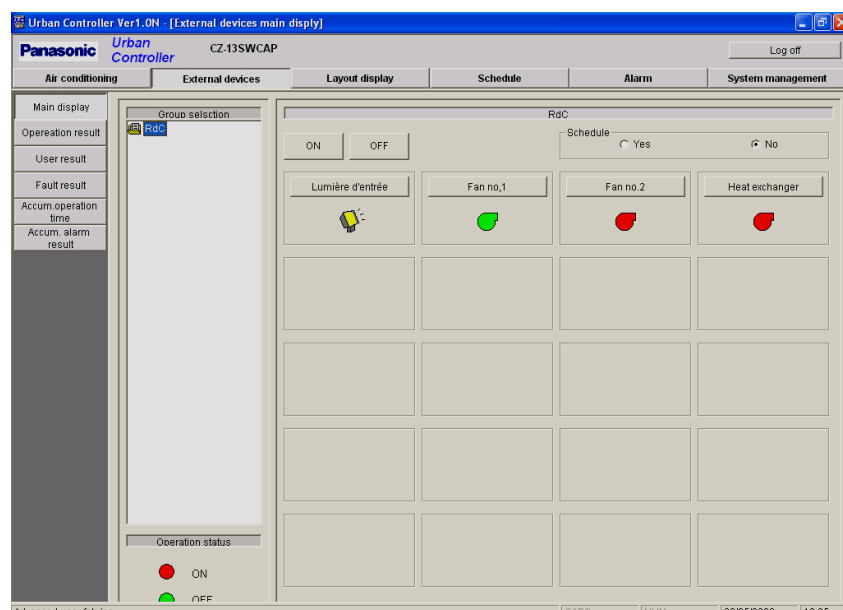 Urban Controller Ver1.0N - [External devices main disply]
Panasonic Urban Controller CZ-13SWCAP Log off
Air conditioning External devices Layout display Schedule Alarm System management
Main display
Opereation result
User result
Fault result
Accum.operation time
Accum. alarm result
Group selsction
RdC
RdC
ON OFF
Schedule
Yes No
Lumière d'entrée Fan no,1 Fan no.2 Heat exchanger
Operation status
ON
OFF